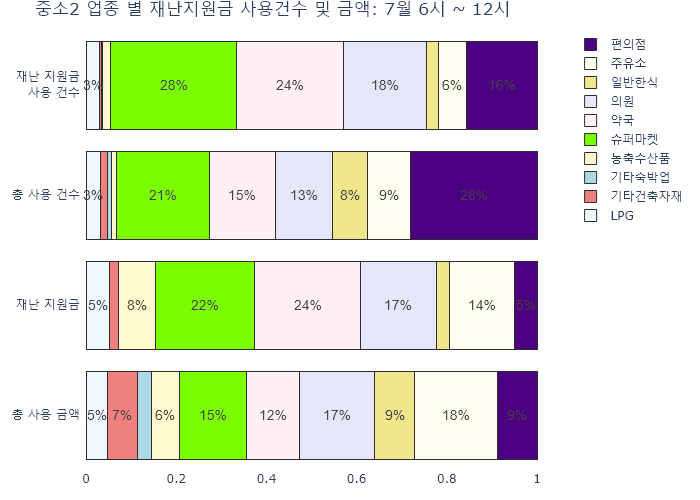 중소2 업종 별 재난지원금 사용건수 및 금액: 7월 6시 ~ 12시
재난 지원금
사용 건수
3%
28%
24%
18%
6%
16%
총 사용 건수
3%
21%
15%
13%
8%
9%
28%
재난 지원금
5%
8%
22%
24%
17%
14%
5%
총 사용 금액
5%
7%
6%
15%
12%
17%
9%
18%
9%
0
0.2
0.4
0.6
0.8
1
편의점
주유소
일반한식
의원
약국
슈퍼마켓
농축수산품
기타숙박업
기타건축자재
LPG